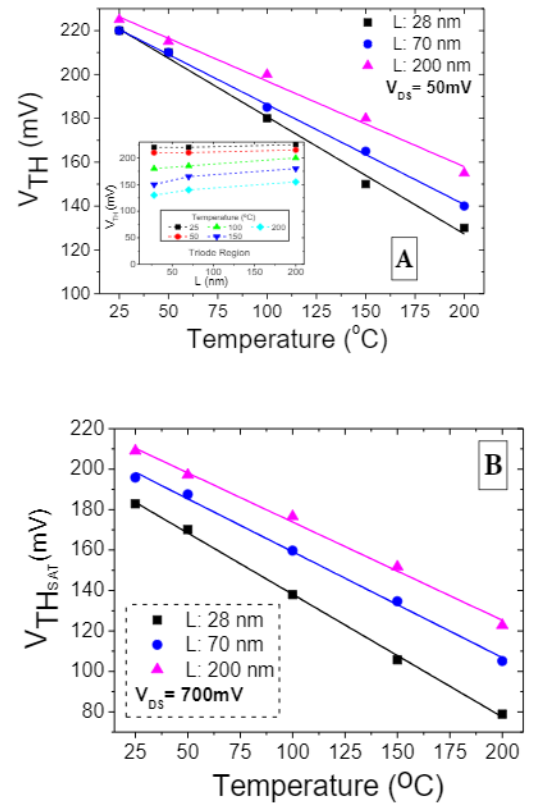 220
200
180
160
140
120
100
V_TH (mV)
L: 28 nm
L: 70 nm
L: 200 nm
V_DS= 50mV
200
150
100
50
0
V_TH (mV)
Temperature (ºC)
25 100 200
50 150
Triode Region
50 100 150 200
L (nm)
A
25 50 75 100 125 150 175 200
Temperature (°C)
220
200
180
160
140
120
100
80
V_TH_SAT (mV)
B
L: 28 nm
L: 70 nm
L: 200 nm
V_DS= 700mV
25 50 75 100 125 150 175 200
Temperature (ºC)